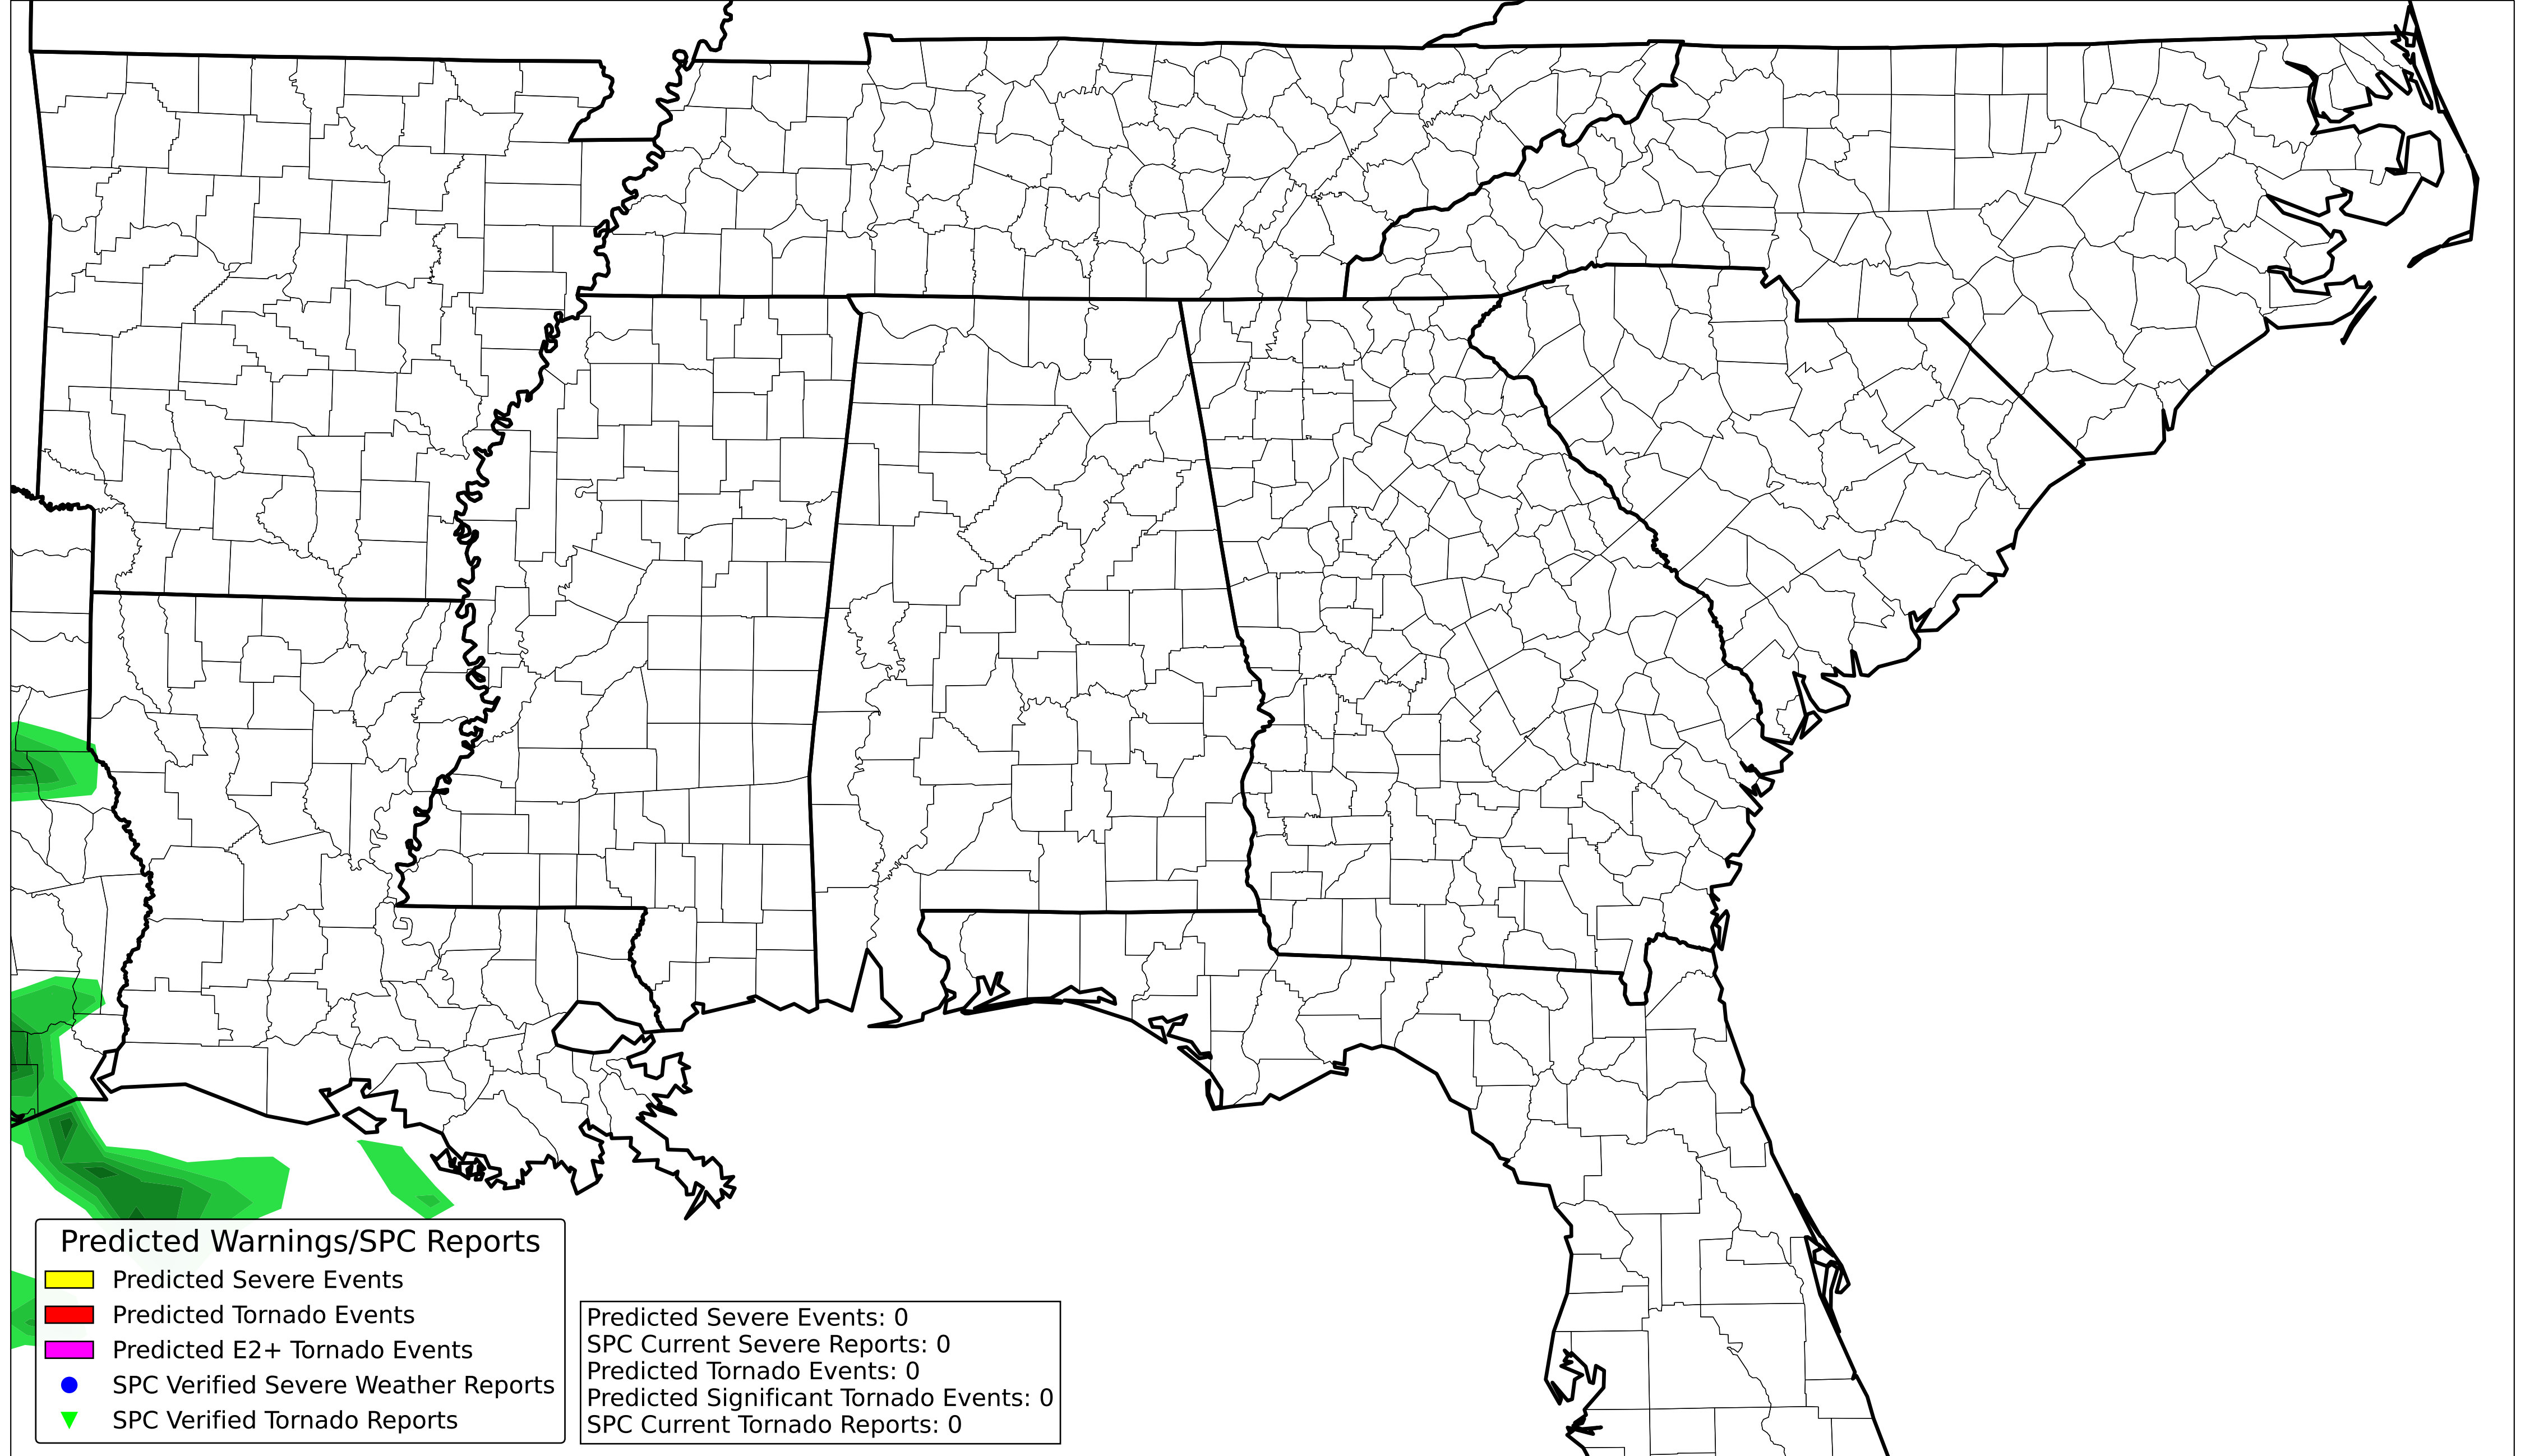 Predicted Warnings/SPC Reports
Predicted Severe Events
Predicted Tornado Events
Predicted E2+ Tornado Events
SPC Verified Severe Weather Reports
SPC Verified Tornado Reports
Predicted Severe Events: 0
SPC Current Severe Reports: 0
Predicted Tornado Events: 0
Predicted Significant Tornado Events: 0
SPC Current Tornado Reports: 0